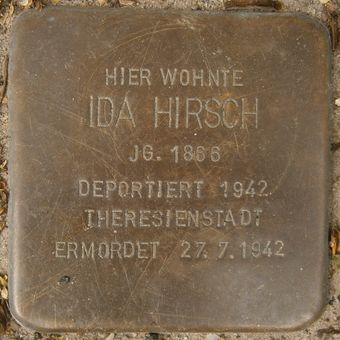 HIER WOHNTE
IDA HIRSCH
JG. 1866
DEPORTIERT 1942
THERESIENSTADT
ERMORDET 27.7.1942